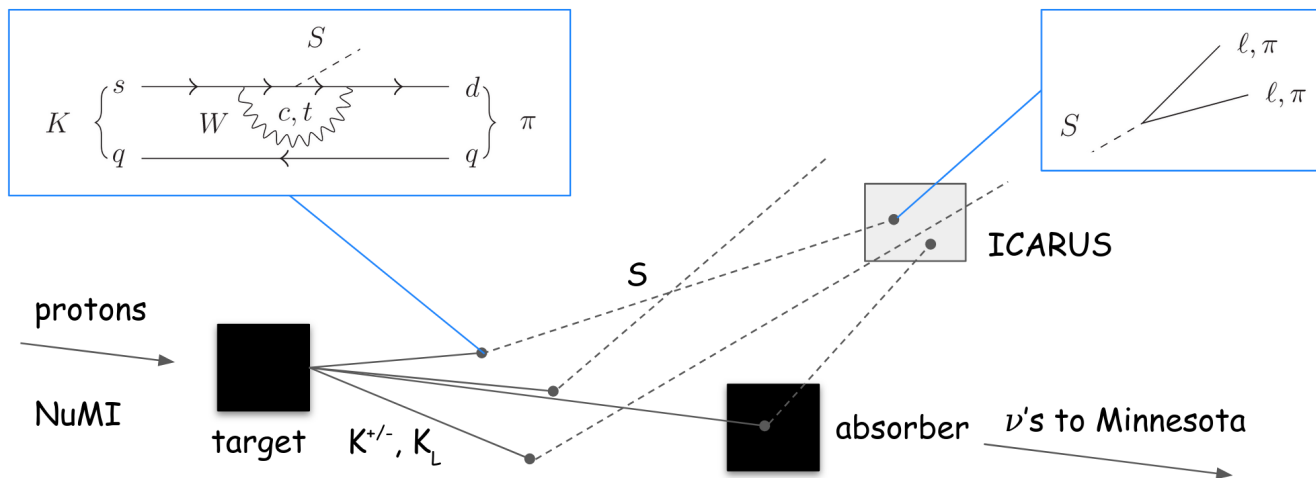 S
s
d
K
W
c, t
π
q
q
ℓ, π
ℓ, π
S
ICARUS
S
protons
NuMI
target
K+/-, KL
absorber
ν's to Minnesota